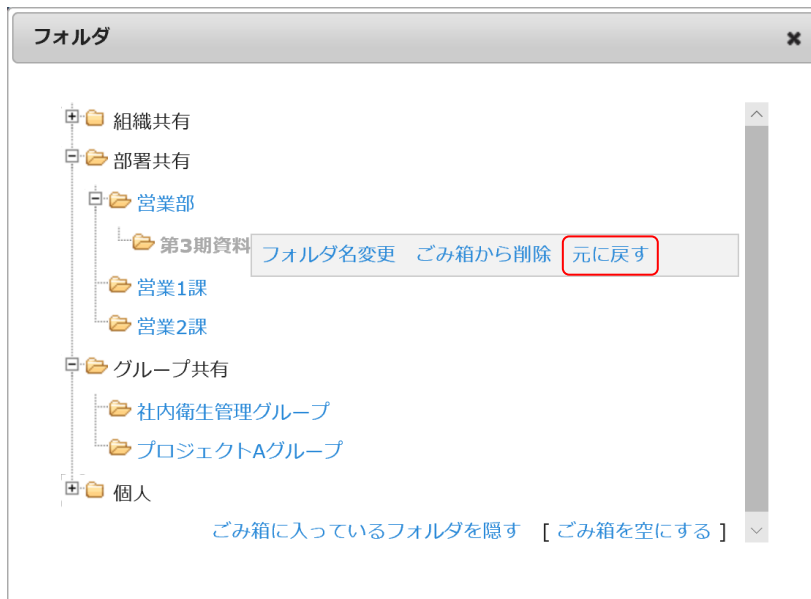 フォルダ
組織共有
部署共有
営業部
第3期資料 フォルダ名変更 ごみ箱から削除 元に戻す
営業1課
営業2課
グループ共有
社内衛生管理グループ
プロジェクトAグループ
個人
ごみ箱に入っているフォルダを隠す [ ごみ箱を空にする ]